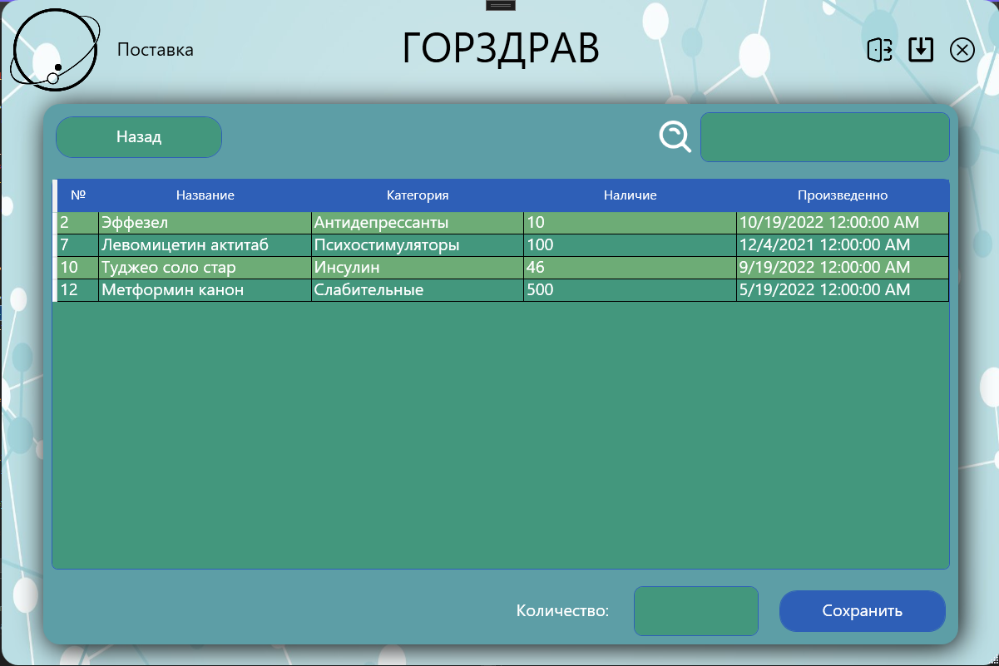 Поставка
ГОРЗДРАВ
Назад
№ Название Категория Наличие Произведенно
2 Эффезел Антидепрессанты 10 10/19/2022 12:00:00 AM
7 Левомицетин актитаб Психостимуляторы 100 12/4/2021 12:00:00 AM
10 Туджео соло стар Инсулин 46 9/19/2022 12:00:00 AM
12 Метформин канон Слабительные 500 5/19/2022 12:00:00 AM
Количество:
Сохранить